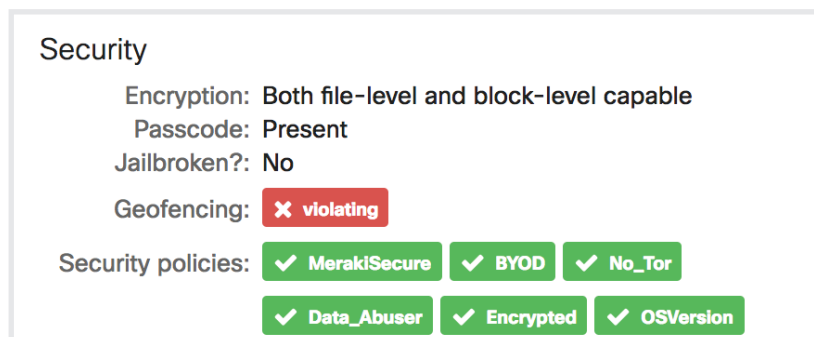 Security
Encryption: Both file-level and block-level capable
Passcode: Present
Jailbroken?: No
Geofencing: violating
Security policies: MerakiSecure BYOD No_Tor
Data_Abuser Encrypted OSVersion